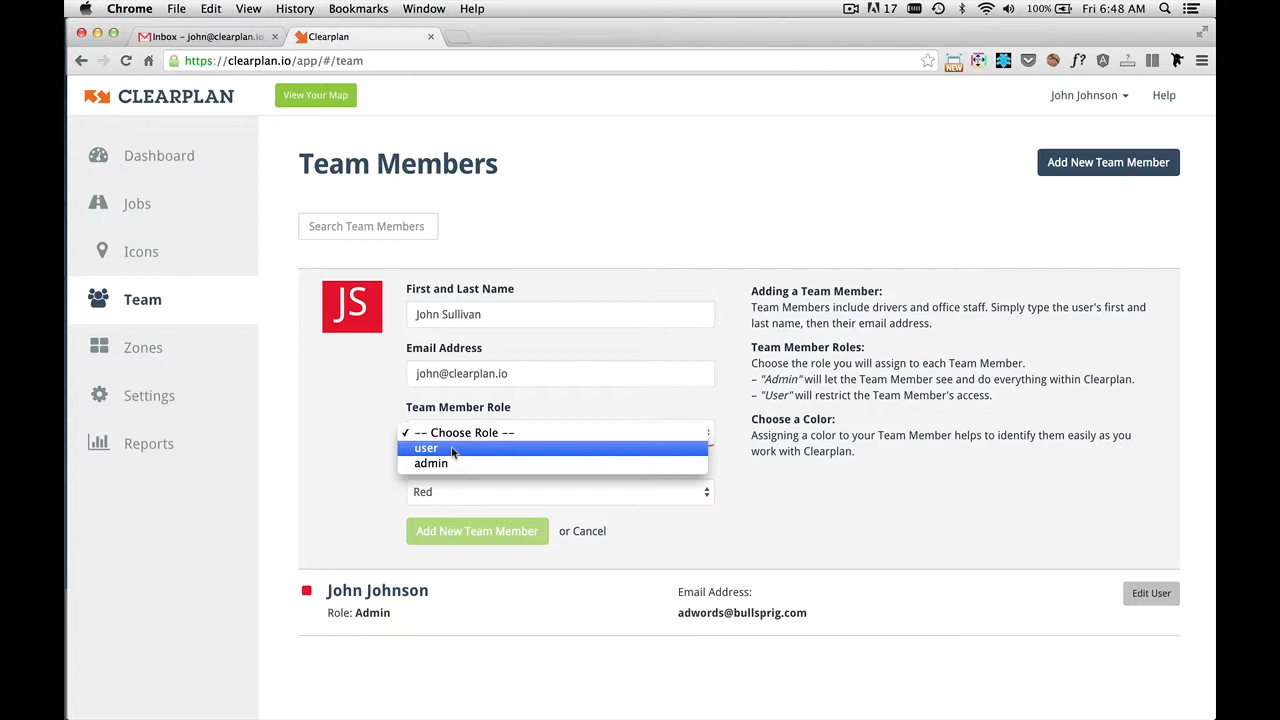 Chrome File Edit View History Bookmarks Window Help
17 100% Fri 6:48 AM
Inbox – john@clearplan.io
Clearplan
https://clearplan.io/app/#/team
NEW
f?
CLEARPLAN
View Your Map
John Johnson
Help
Dashboard
Jobs
Icons
Team
Zones
Settings
Reports
Team Members
Add New Team Member
Search Team Members
JS
First and Last Name
John Sullivan
Email Address
john@clearplan.io
Team Member Role
✓ -- Choose Role --
user
admin
Red
Add New Team Member or Cancel
Adding a Team Member:
Team Members include drivers and office staff. Simply type the user's first and
last name, then their email address.
Team Member Roles:
Choose the role you will assign to each Team Member.
– "Admin" will let the Team Member see and do everything within Clearplan.
– "User" will restrict the Team Member's access.
Choose a Color:
Assigning a color to your Team Member helps to identify them easily as you
work with Clearplan.
John Johnson
Role: Admin
Email Address:
adwords@bullsprig.com
Edit User